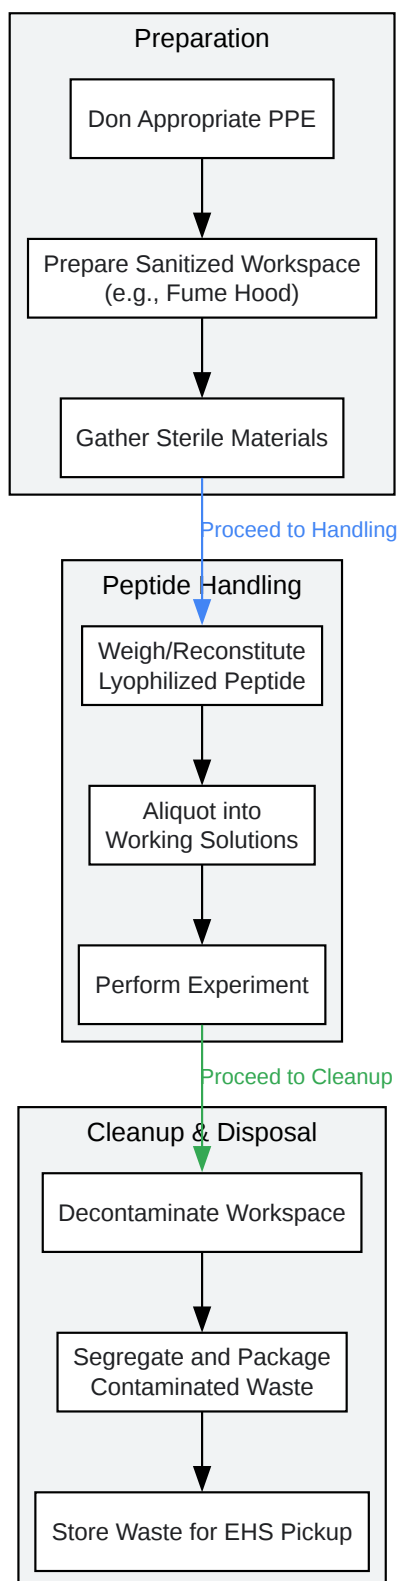 Preparation
Don Appropriate PPE
Prepare Sanitized Workspace
(e.g., Fume Hood)
Gather Sterile Materials
Proceed to Handling
Peptide Handling
Weigh/Reconstitute
Lyophilized Peptide
Aliquot into
Working Solutions
Perform Experiment
Proceed to Cleanup
Cleanup & Disposal
Decontaminate Workspace
Segregate and Package
Contaminated Waste
Store Waste for EHS Pickup